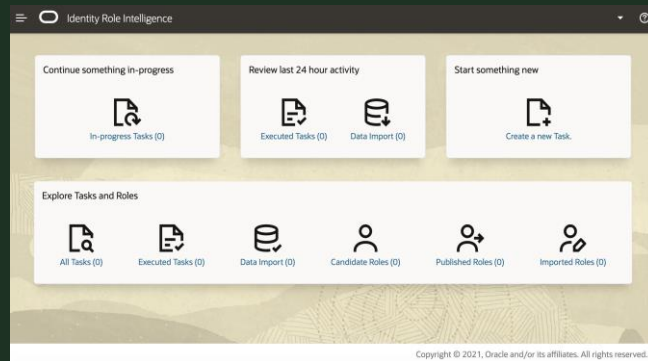 Identity Role Intelligence
Continue something in-progress
In-progress Tasks (0)
Review last 24 hour activity
Executed Tasks (0)
Data Import (0)
Start something new
Create a new Task.
Explore Tasks and Roles
All Tasks (0)
Executed Tasks (0)
Data Import (0)
Candidate Roles (0)
Published Roles (0)
Imported Roles (0)
Copyright © 2021, Oracle and/or its affiliates. All rights reserved.